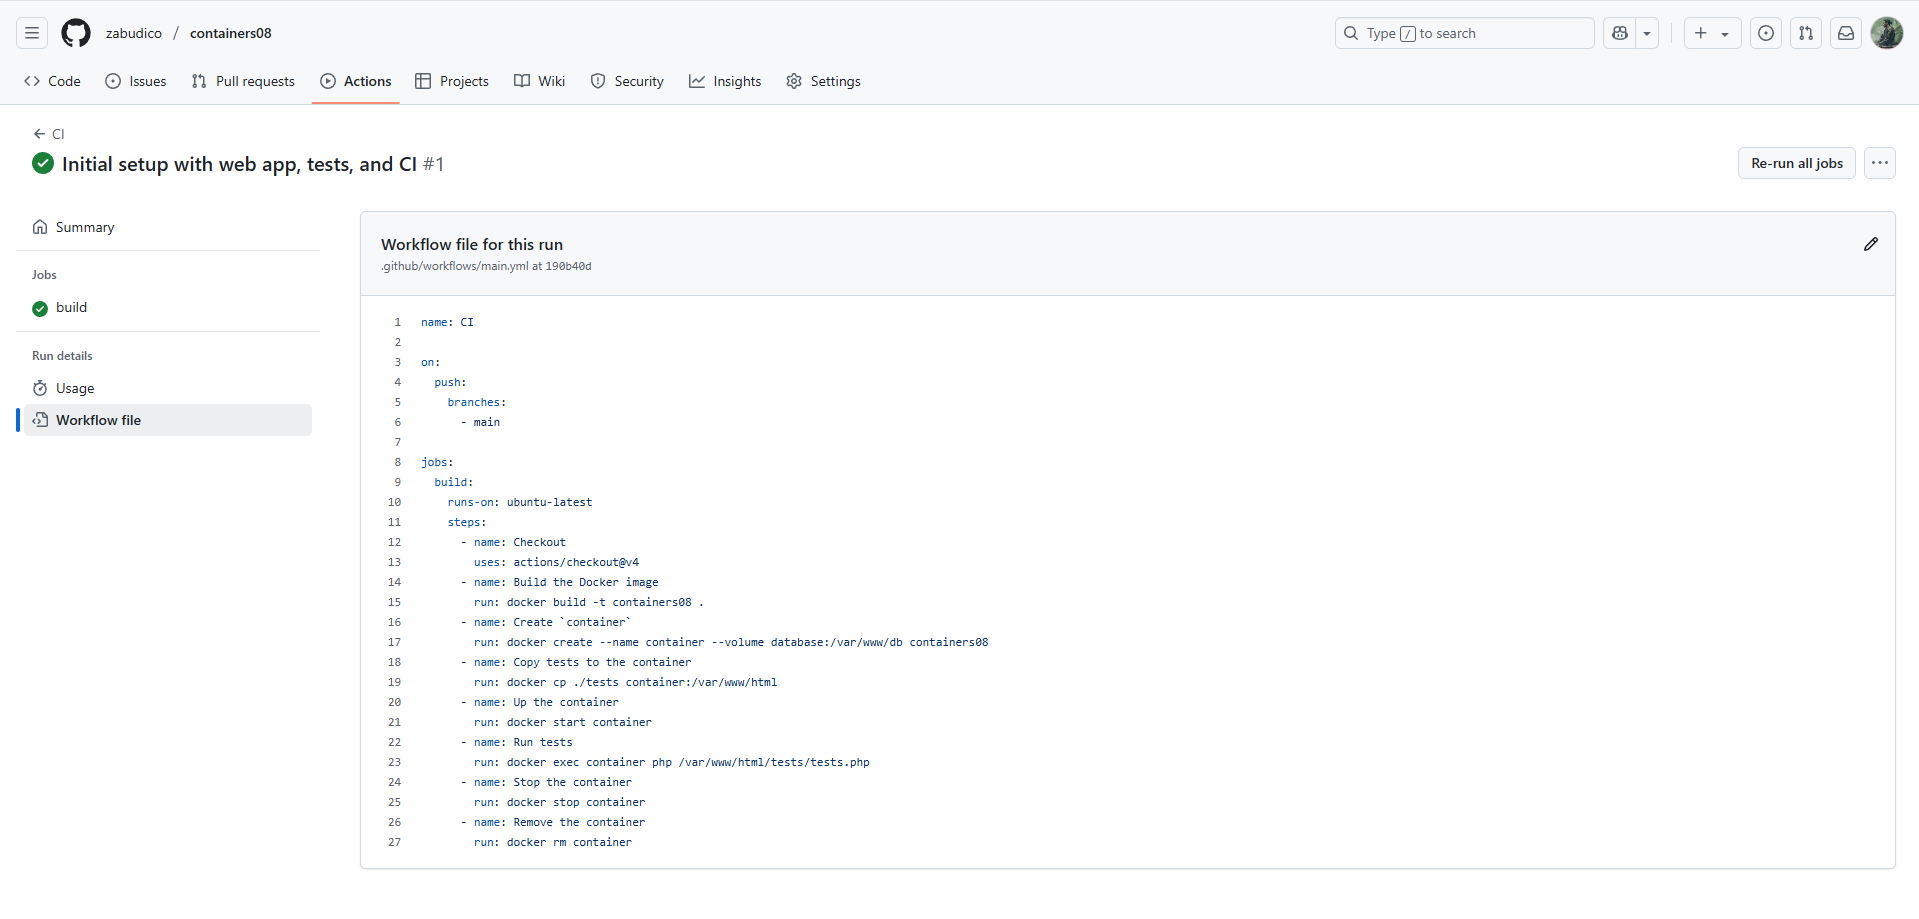 zabudico / containers08
Type / to search
Code
Issues
Pull requests
Actions
Projects
Wiki
Security
Insights
Settings
← CI
Initial setup with web app, tests, and CI #1
Re-run all jobs
Summary
Jobs
build
Run details
Usage
Workflow file
Workflow file for this run
.github/workflows/main.yml at 190b40d
1 name: CI
2
3 on:
4   push:
5     branches:
6       - main
7
8 jobs:
9   build:
10     runs-on: ubuntu-latest
11     steps:
12       - name: Checkout
13         uses: actions/checkout@v4
14       - name: Build the Docker image
15         run: docker build -t containers08 .
16       - name: Create `container`
17         run: docker create --name container --volume database:/var/www/db containers08
18       - name: Copy tests to the container
19         run: docker cp ./tests container:/var/www/html
20       - name: Up the container
21         run: docker start container
22       - name: Run tests
23         run: docker exec container php /var/www/html/tests/tests.php
24       - name: Stop the container
25         run: docker stop container
26       - name: Remove the container
27         run: docker rm container